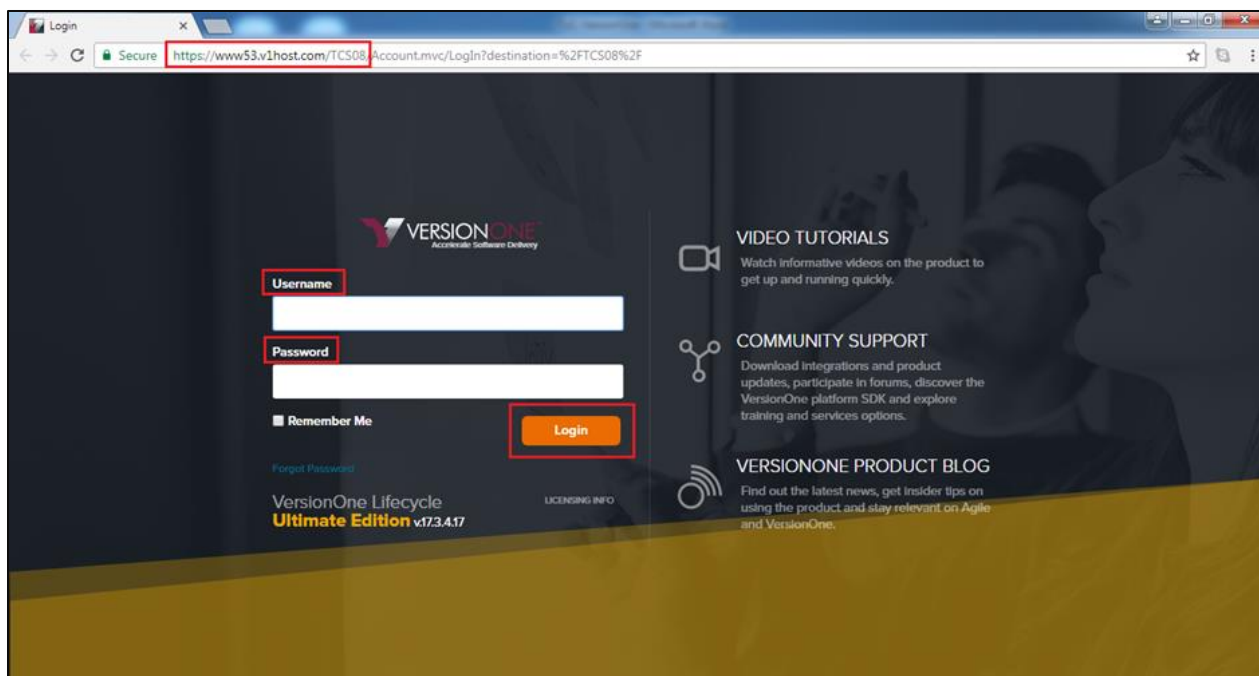 Login
Secure https://www53.v1host.com/TCS08/Account.mvc/LogIn?destination=%2FTCS08%2F
VERSIONONE
Accelerate Software Delivery
Username
Password
Remember Me
Login
Forgot Password
VersionOne Lifecycle
LICENSING INFO
Ultimate Edition v.17.3.4.17
VIDEO TUTORIALS
Watch informative videos on the product to
get up and running quickly.
COMMUNITY SUPPORT
Download integrations and product
updates, participate in forums, discover the
VersionOne platform SDK and explore
training and services options.
VERSIONONE PRODUCT BLOG
Find out the latest news, get insider tips on
using the product and stay relevant on Agile
and VersionOne.